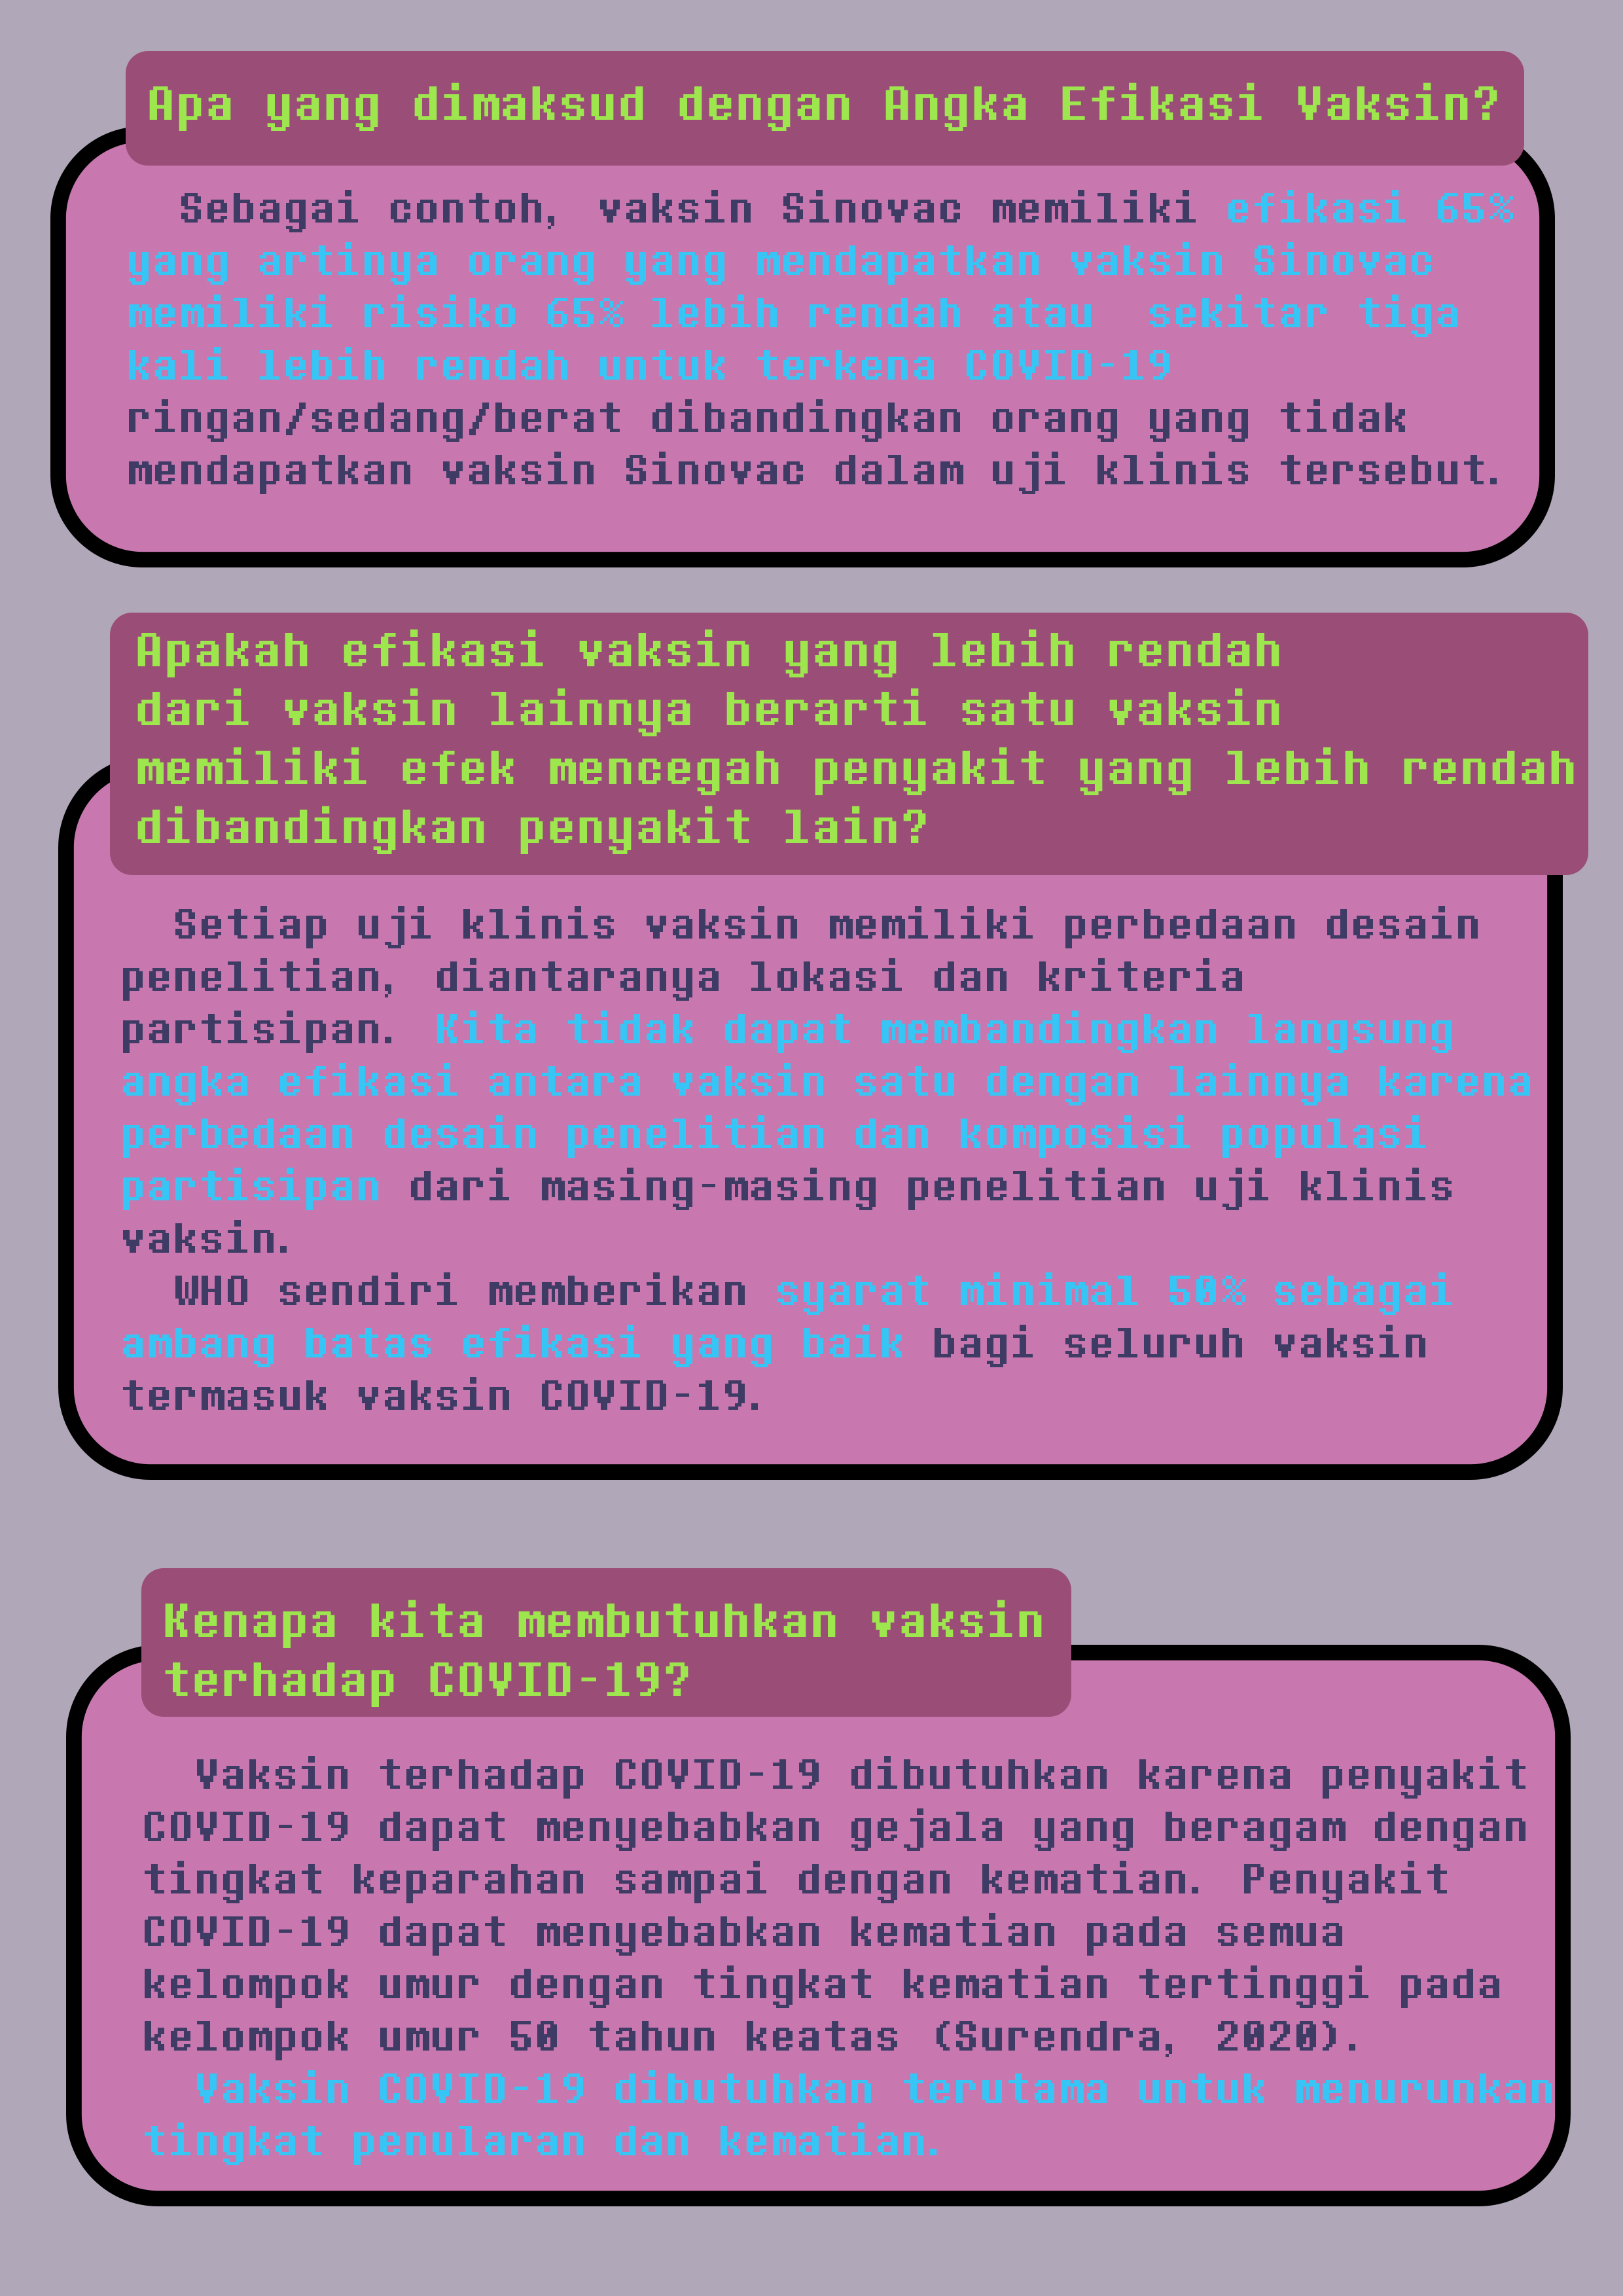 Apa yang dimaksud dengan Angka Efikasi Vaksin?
Sebagai contoh, vaksin Sinovac memiliki efikasi 65%
yang artinya orang yang mendapatkan vaksin Sinovac
memiliki risiko 65% lebih rendah atau sekitar tiga
kali lebih rendah untuk terkena COVID-19
ringan/sedang/berat dibandingkan orang yang tidak
mendapatkan vaksin Sinovac dalam uji klinis tersebut.
Apakah efikasi vaksin yang lebih rendah
dari vaksin lainnya berarti satu vaksin
memiliki efek mencegah penyakit yang lebih rendah
dibandingkan penyakit lain?
Setiap uji klinis vaksin memiliki perbedaan desain
penelitian, diantaranya lokasi dan kriteria
partisipan. Kita tidak dapat membandingkan langsung
angka efikasi antara vaksin satu dengan lainnya karena
perbedaan desain penelitian dan komposisi populasi
partisipan dari masing-masing penelitian uji klinis
vaksin.
WHO sendiri memberikan syarat minimal 50% sebagai
ambang batas efikasi yang baik bagi seluruh vaksin
termasuk vaksin COVID-19.
Kenapa kita membutuhkan vaksin
terhadap COVID-19?
Vaksin terhadap COVID-19 dibutuhkan karena penyakit
COVID-19 dapat menyebabkan gejala yang beragam dengan
tingkat keparahan sampai dengan kematian. Penyakit
COVID-19 dapat menyebabkan kematian pada semua
kelompok umur dengan tingkat kematian tertinggi pada
kelompok umur 50 tahun keatas (Surendra, 2020).
Vaksin COVID-19 dibutuhkan terutama untuk menurunkan
tingkat penularan dan kematian.